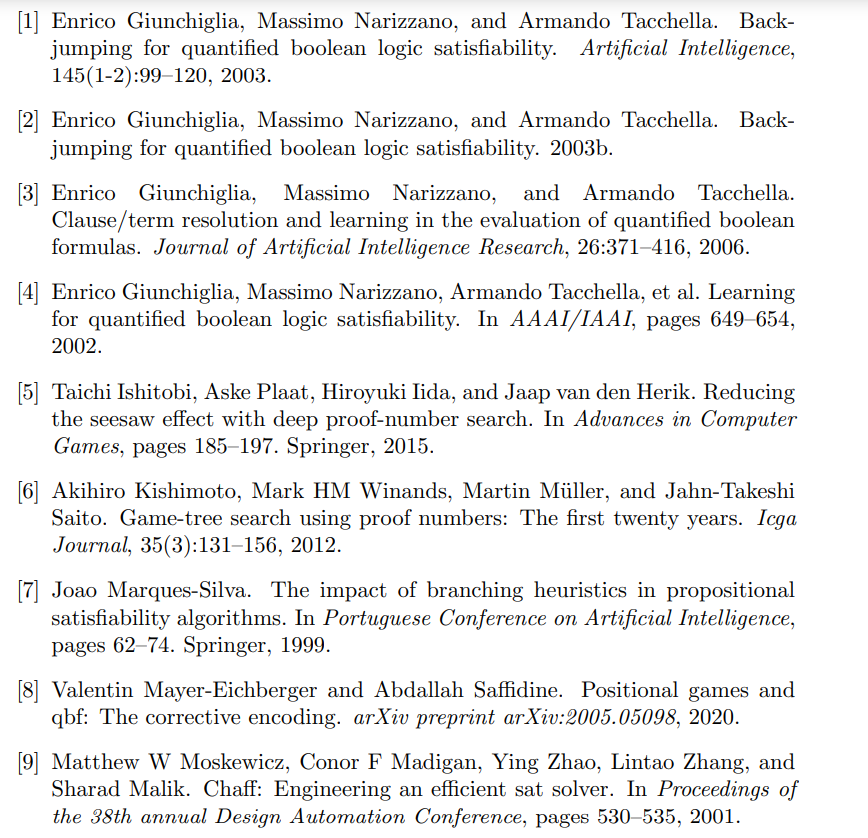 [1] Enrico Giunchiglia, Massimo Narizzano, and Armando Tacchella. Back-
jumping for quantified boolean logic satisfiability. Artificial Intelligence,
145(1-2):99–120, 2003.
[2] Enrico Giunchiglia, Massimo Narizzano, and Armando Tacchella. Back-
jumping for quantified boolean logic satisfiability. 2003b.
[3] Enrico Giunchiglia, Massimo Narizzano, and Armando Tacchella.
Clause/term resolution and learning in the evaluation of quantified boolean
formulas. Journal of Artificial Intelligence Research, 26:371–416, 2006.
[4] Enrico Giunchiglia, Massimo Narizzano, Armando Tacchella, et al. Learning
for quantified boolean logic satisfiability. In AAAI/IAAI, pages 649–654,
2002.
[5] Taichi Ishitobi, Aske Plaat, Hiroyuki Iida, and Jaap van den Herik. Reducing
the seesaw effect with deep proof-number search. In Advances in Computer
Games, pages 185–197. Springer, 2015.
[6] Akihiro Kishimoto, Mark HM Winands, Martin Müller, and Jahn-Takeshi
Saito. Game-tree search using proof numbers: The first twenty years. Icga
Journal, 35(3):131–156, 2012.
[7] Joao Marques-Silva. The impact of branching heuristics in propositional
satisfiability algorithms. In Portuguese Conference on Artificial Intelligence,
pages 62–74. Springer, 1999.
[8] Valentin Mayer-Eichberger and Abdallah Saffidine. Positional games and
qbf: The corrective encoding. arXiv preprint arXiv:2005.05098, 2020.
[9] Matthew W Moskewicz, Conor F Madigan, Ying Zhao, Lintao Zhang, and
Sharad Malik. Chaff: Engineering an efficient sat solver. In Proceedings of
the 38th annual Design Automation Conference, pages 530–535, 2001.